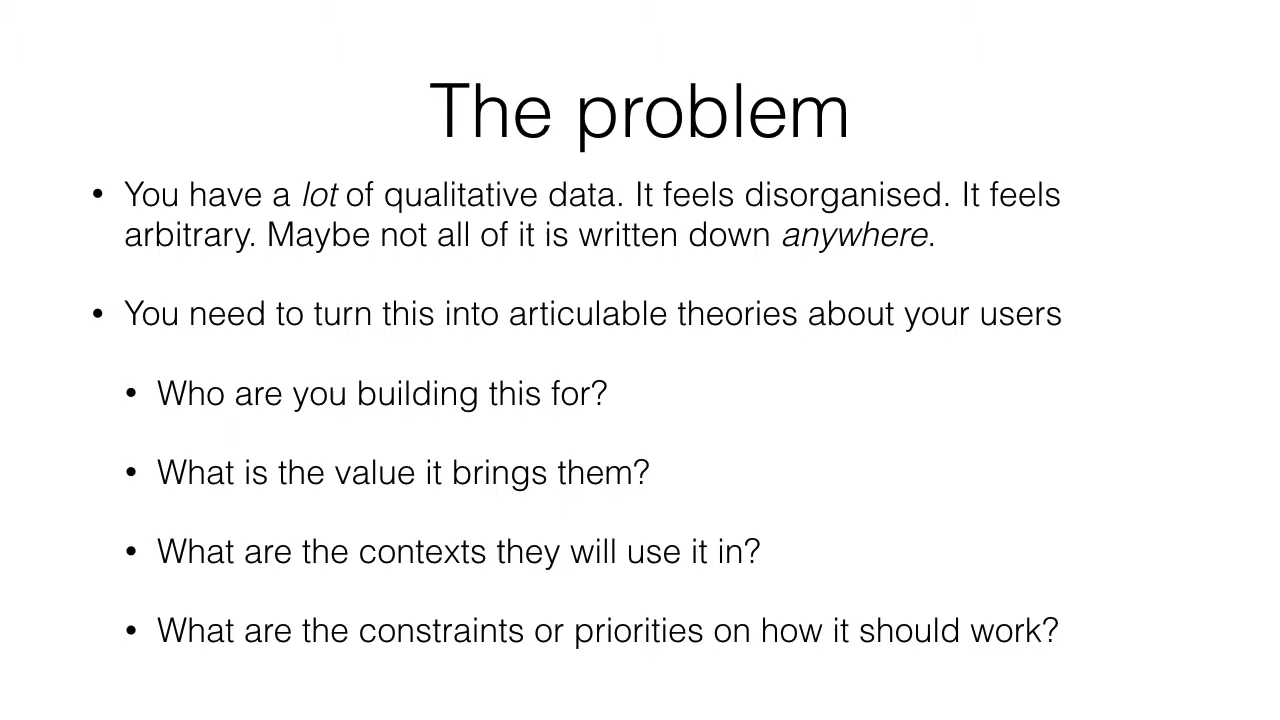 The problem
• You have a lot of qualitative data. It feels disorganised. It feels
arbitrary. Maybe not all of it is written down anywhere.
• You need to turn this into articulable theories about your users
• Who are you building this for?
• What is the value it brings them?
• What are the contexts they will use it in?
• What are the constraints or priorities on how it should work?